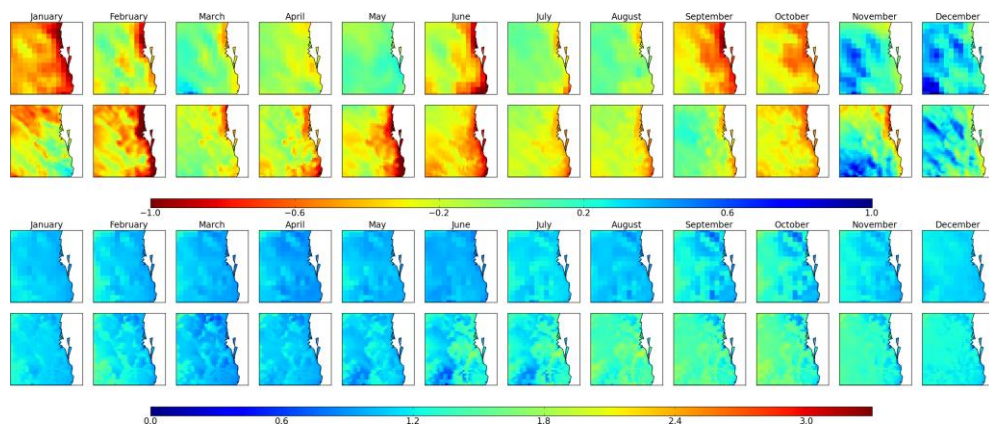 January February March April May June July August September October November December
−1.0 −0.6 −0.2 0.2 0.6 1.0
January February March April May June July August September October November December
0.0 0.6 1.2 1.8 2.4 3.0